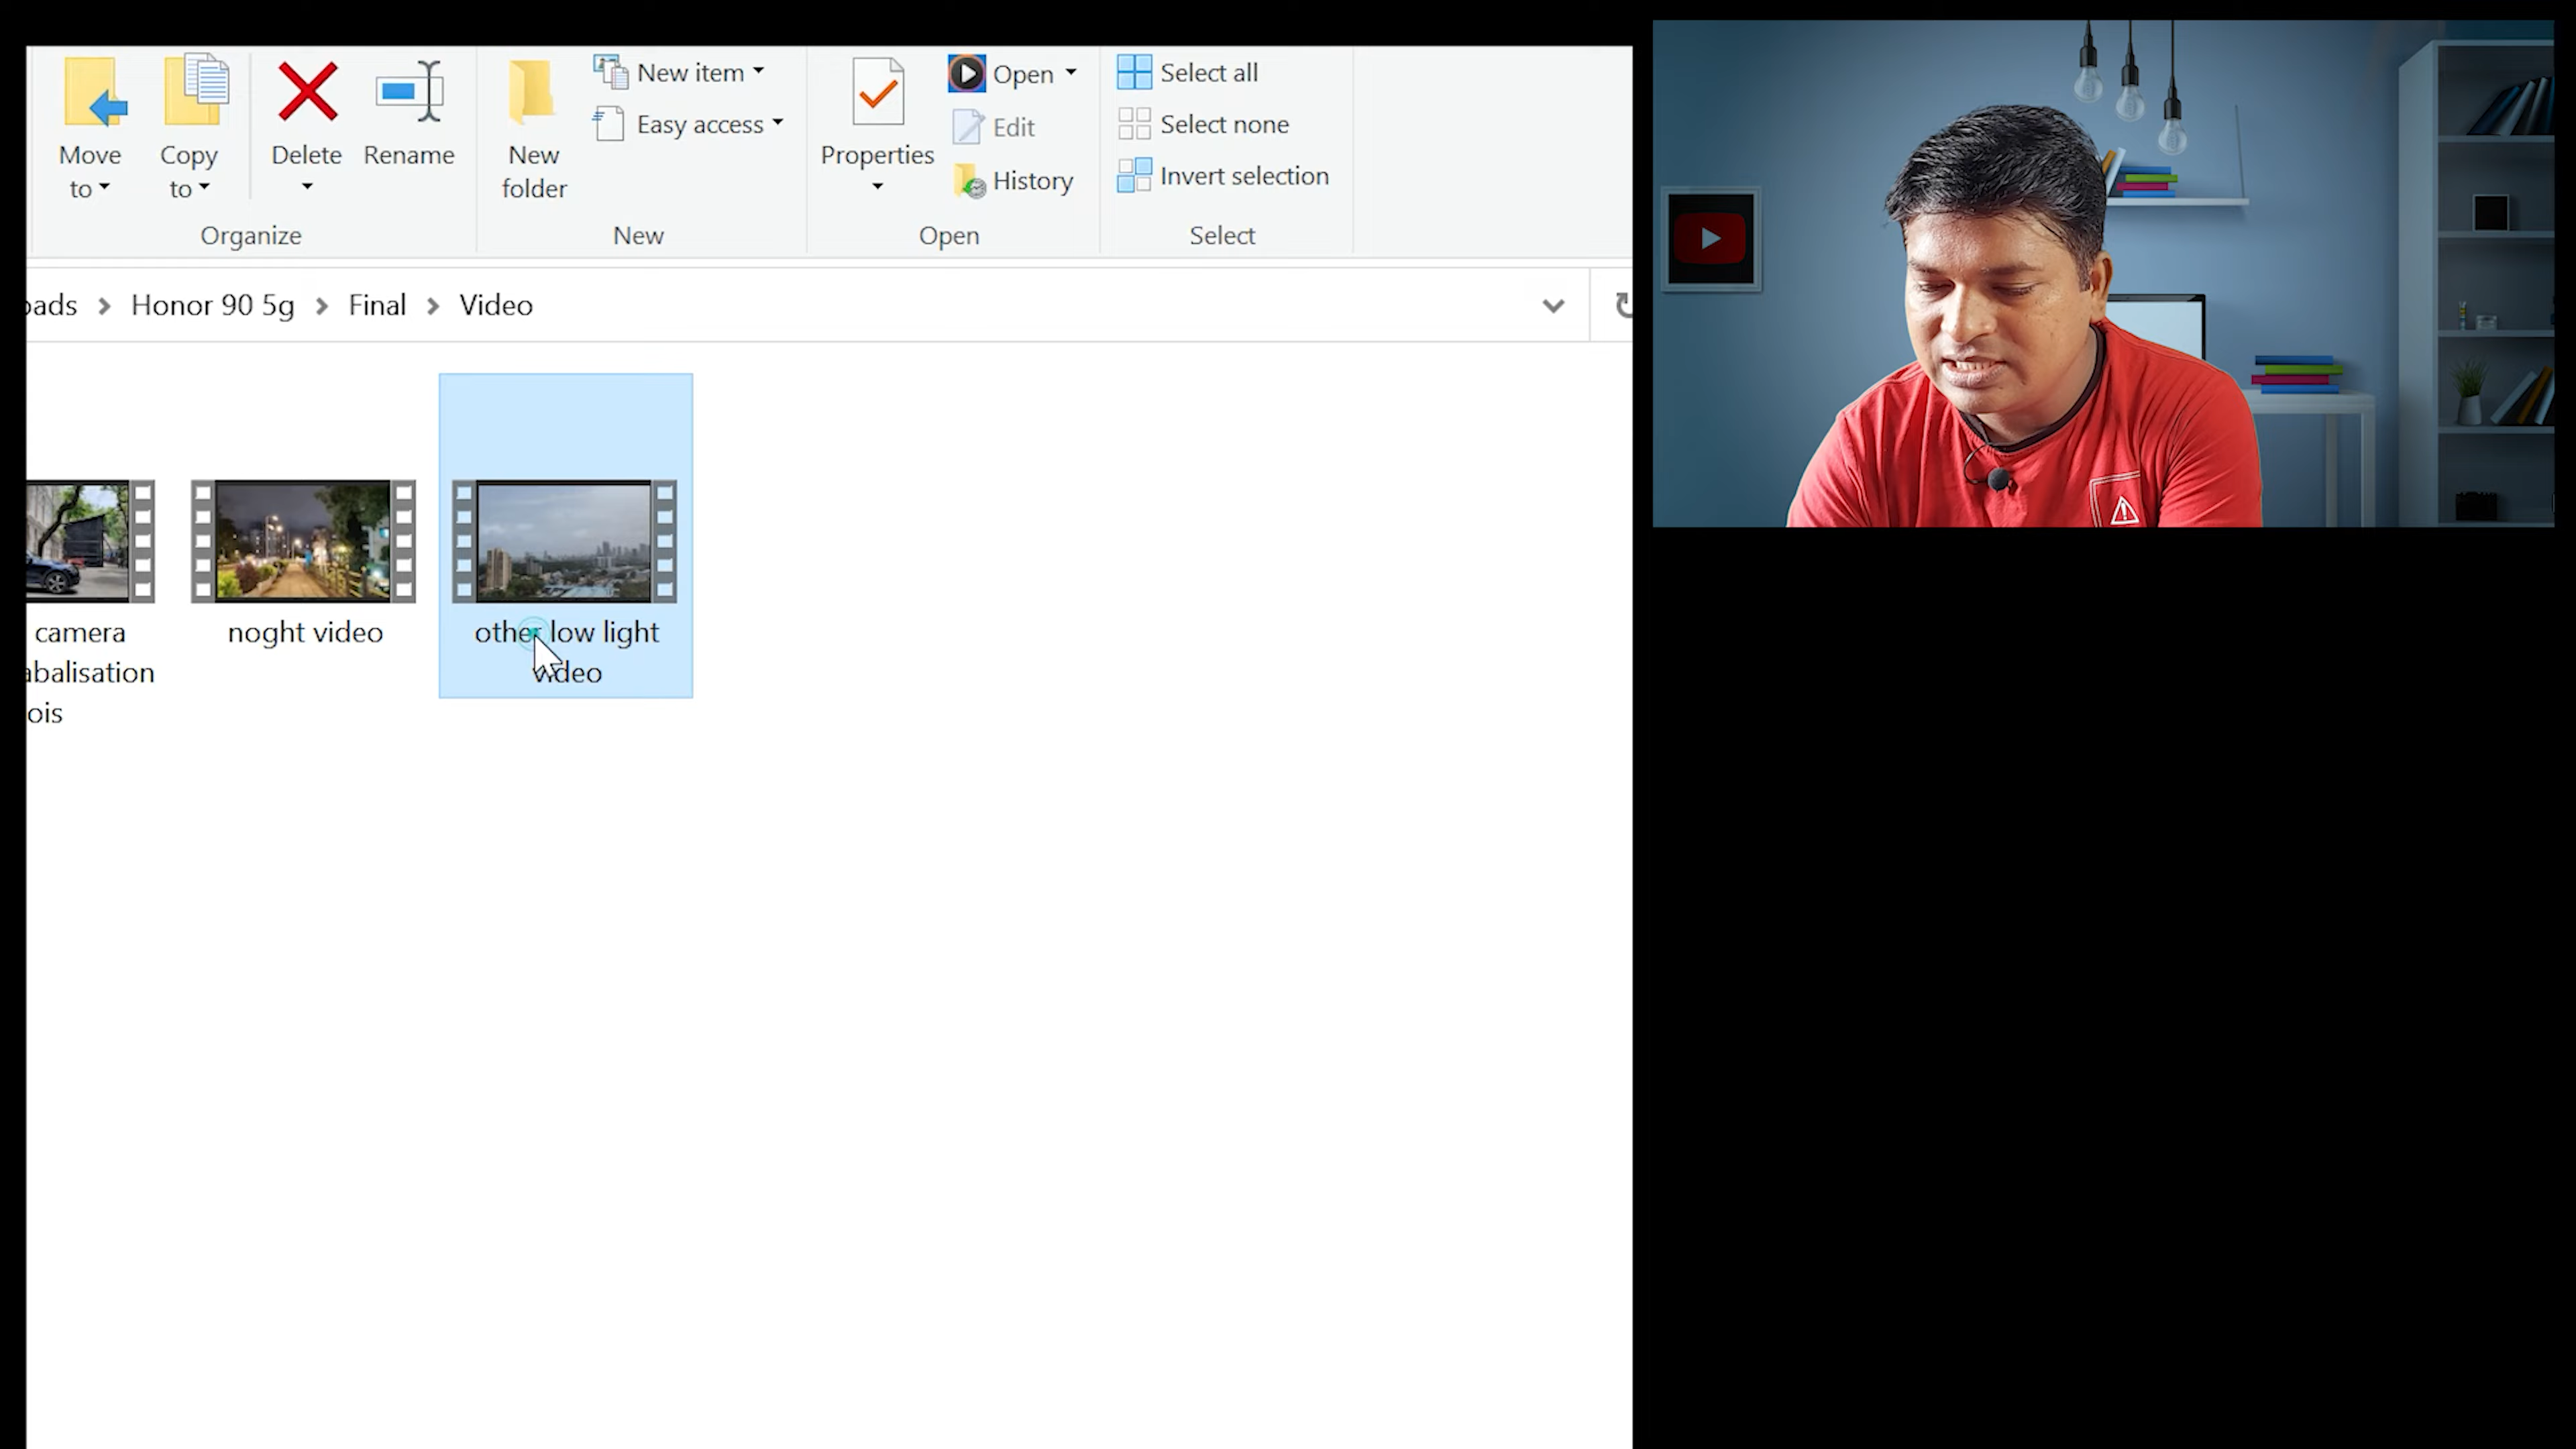 New item
Open
Select all
Easy access
Edit
Select none
Move
to
Copy
to
Delete
Rename
New
folder
Properties
History
Invert selection
Organize
New
Open
Select
oads > Honor 90 5g > Final > Video
camera
abalisation
ois
noght video
other low light
video